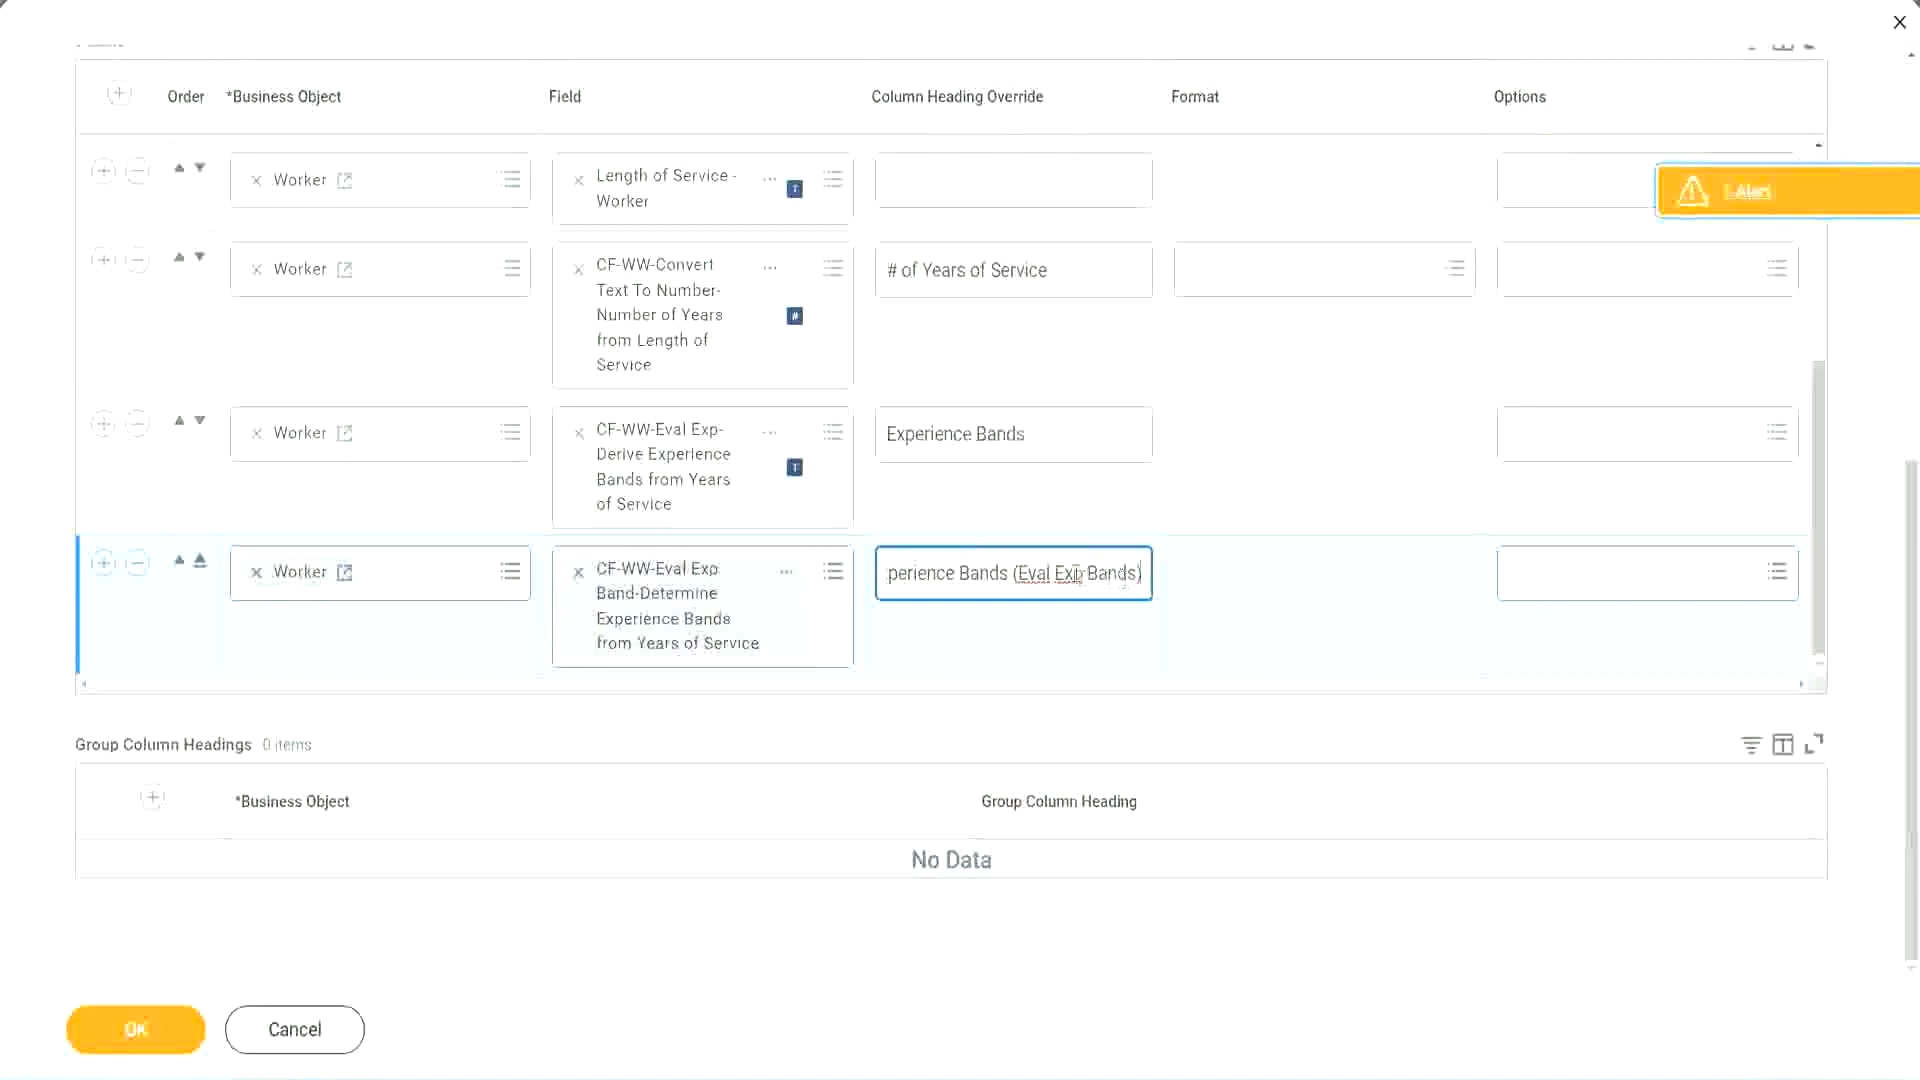 Order *Business Object Field Column Heading Override Format Options
Worker
Length of Service -
Worker
T
1 Alert
Worker
CF-WW-Convert
Text To Number-
Number of Years
from Length of
Service
#
# of Years of Service
Worker
CF-WW-Eval Exp-
Derive Experience
Bands from Years
of Service
T
Experience Bands
Worker
CF-WW-Eval Exp
Band-Determine
Experience Bands
from Years of Service
perience Bands (Eval Exp Bands)
Group Column Headings 0 items
*Business Object Group Column Heading
No Data
OK Cancel